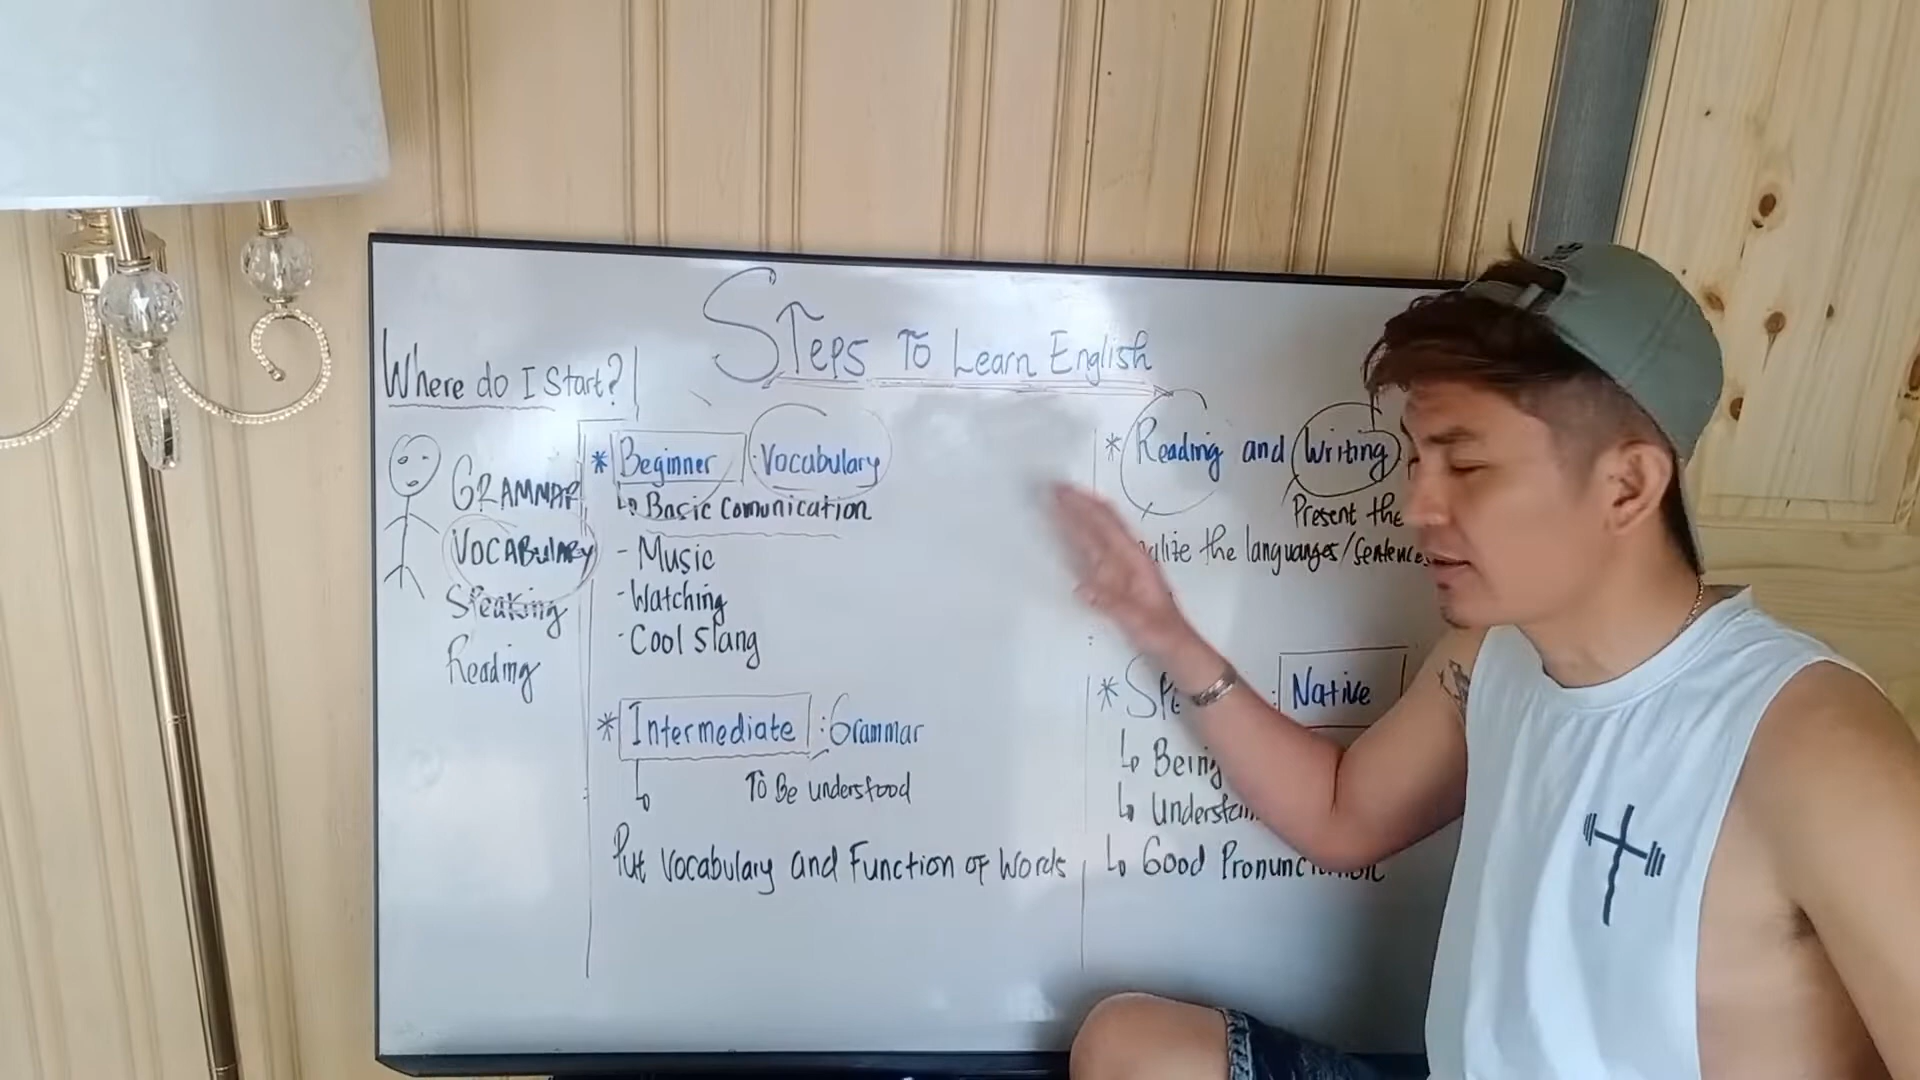 Steps To Learn English
Where do I Start?
GRAMMAR
VOCABULARY
Speaking
Reading
* Beginner : Vocabulary
Basic Comunication
- Music
- Watching
- Cool Slang
* Intermediate : Grammar
To Be understood
Put Vocabulary and Function of Words
* Reading and Writing
Present the
the languanges/Sentences
* : Native
Being
Good